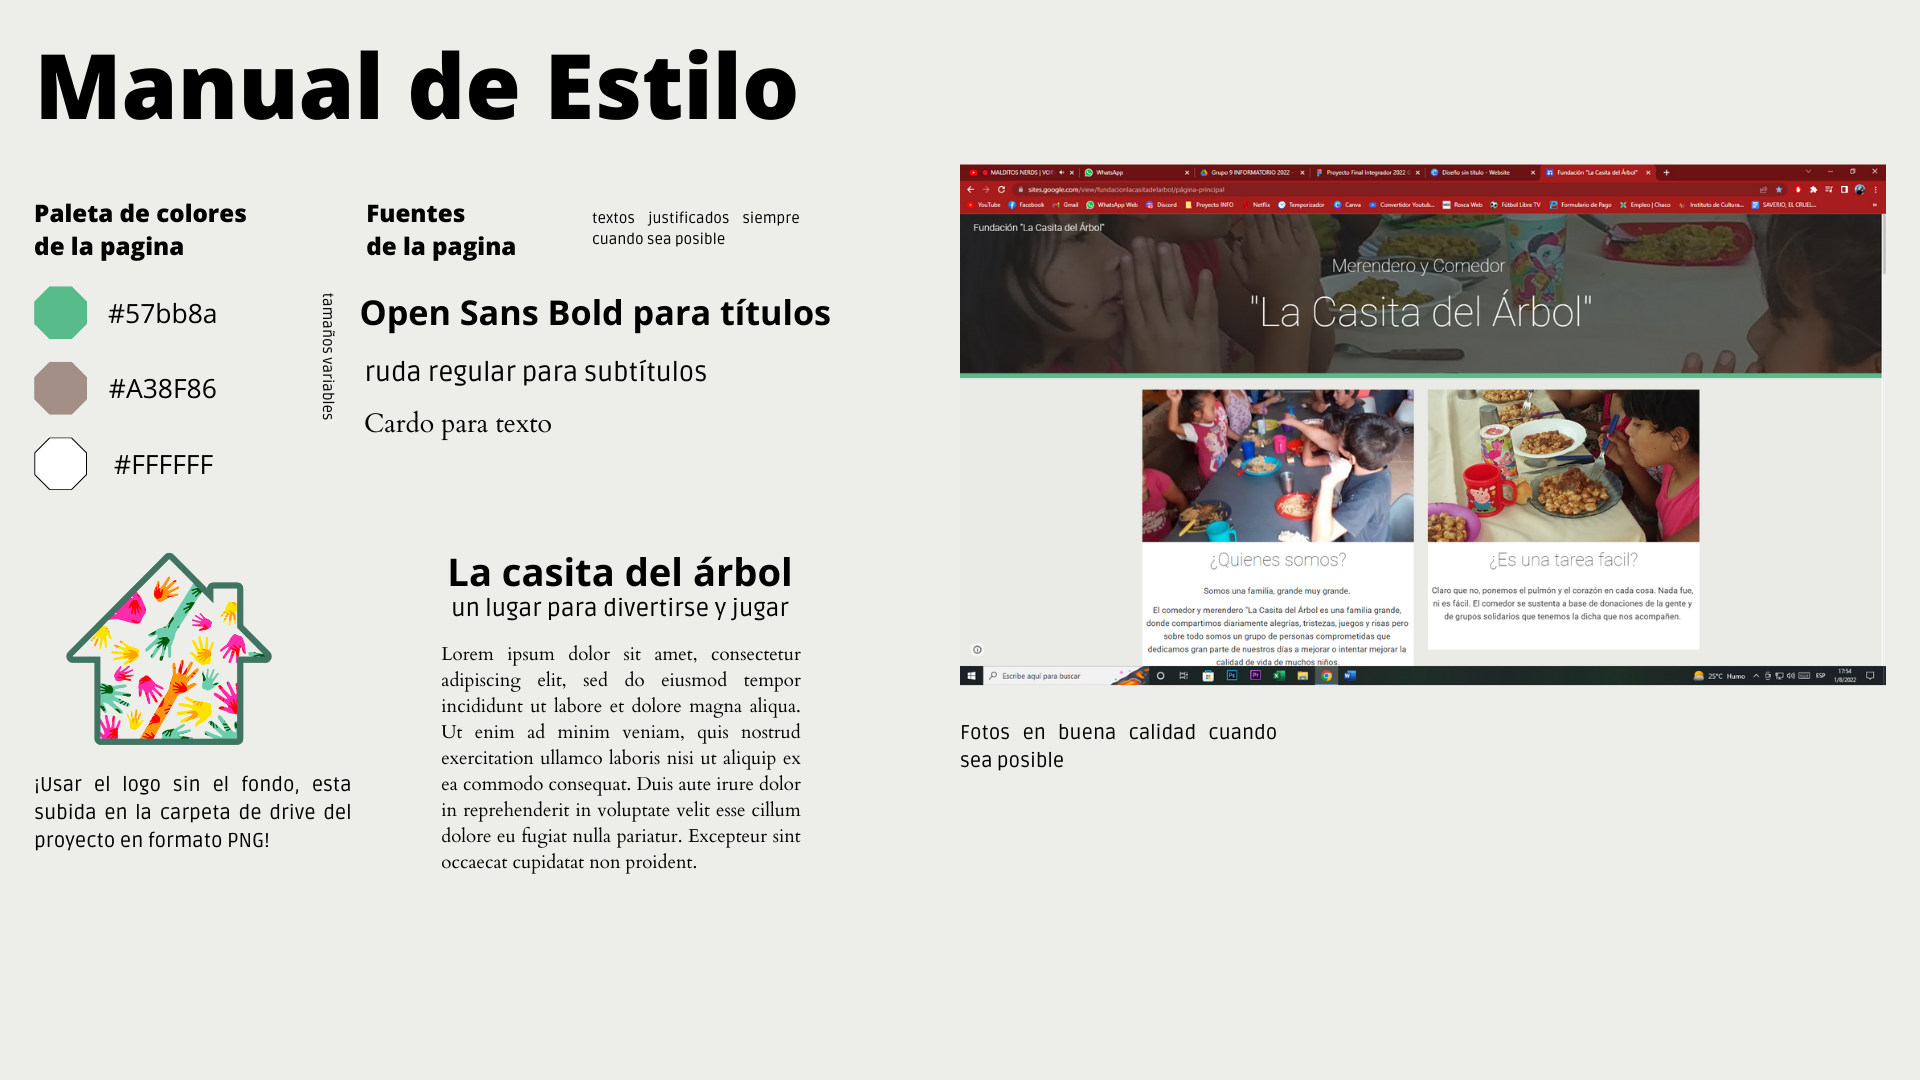 Manual de Estilo
Paleta de colores
de la pagina
#57bb8a
#A38F86
#FFFFFF
Fuentes
de la pagina
textos justificados siempre
cuando sea posible
tamaños variables
Open Sans Bold para títulos
ruda regular para subtítulos
Cardo para texto
¡Usar el logo sin el fondo, esta
subida en la carpeta de drive del
proyecto en formato PNG!
La casita del árbol
un lugar para divertirse y jugar
Lorem ipsum dolor sit amet, consectetur
adipiscing elit, sed do eiusmod tempor
incididunt ut labore et dolore magna aliqua.
Ut enim ad minim veniam, quis nostrud
exercitation ullamco laboris nisi ut aliquip ex
ea commodo consequat. Duis aute irure dolor
in reprehenderit in voluptate velit esse cillum
dolore eu fugiat nulla pariatur. Excepteur sint
occaecat cupidatat non proident.
MALDITOS NERDS | VO WhatsApp Grupo 9 INFORMATORIO 2022 - Proyecto Final Integrador 2022 Diseño sin título - Website Fundación "La Casita del Árbol"
sites.google.com/view/fundacionlacasitadelarbol/página-principal
YouTube Facebook Gmail WhatsApp Web Discord Proyecto INFO Netflix Temporizador Canva Convertidor Youtub... Rosca Web Fútbol Libre TV Formulario de Pago Empleo | Chaco Instituto de Cultura... SAVERIO, EL CRUEL... »
Fundación "La Casita del Árbol"
Merendero y Comedor
"La Casita del Árbol"
¿Quienes somos?
Somos una familia, grande muy grande.
El comedor y merendero "La Casita del Árbol es una familia grande,
donde compartimos diariamente alegrías, tristezas, juegos y risas pero
sobre todo somos un grupo de personas comprometidas que
dedicamos gran parte de nuestros días a mejorar o intentar mejorar la
calidad de vida de muchos niños.
¿Es una tarea facil?
Claro que no, ponemos el pulmón y el corazón en cada cosa. Nada fue,
ni es fácil. El comedor se sustenta a base de donaciones de la gente y
de grupos solidarios que tenemos la dicha que nos acompañen.
Escribe aquí para buscar
25°C Humo
ESP
17:54
1/8/2022
Fotos en buena calidad cuando
sea posible